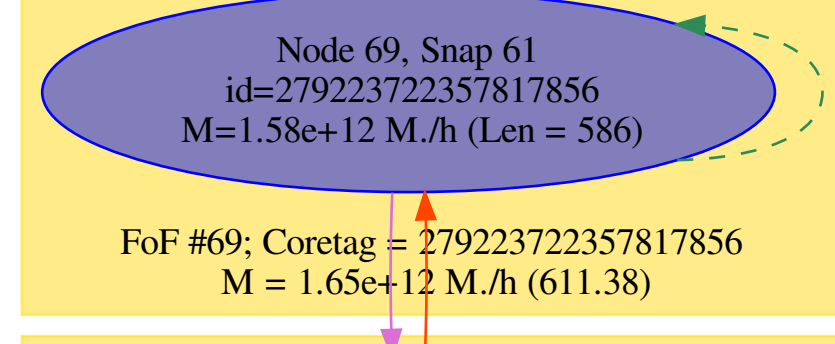 Node 69, Snap 61
id=279223722357817856
M=1.58e+12 M./h (Len = 586)
FoF #69; Coretag = 279223722357817856
M = 1.65e+12 M./h (611.38)